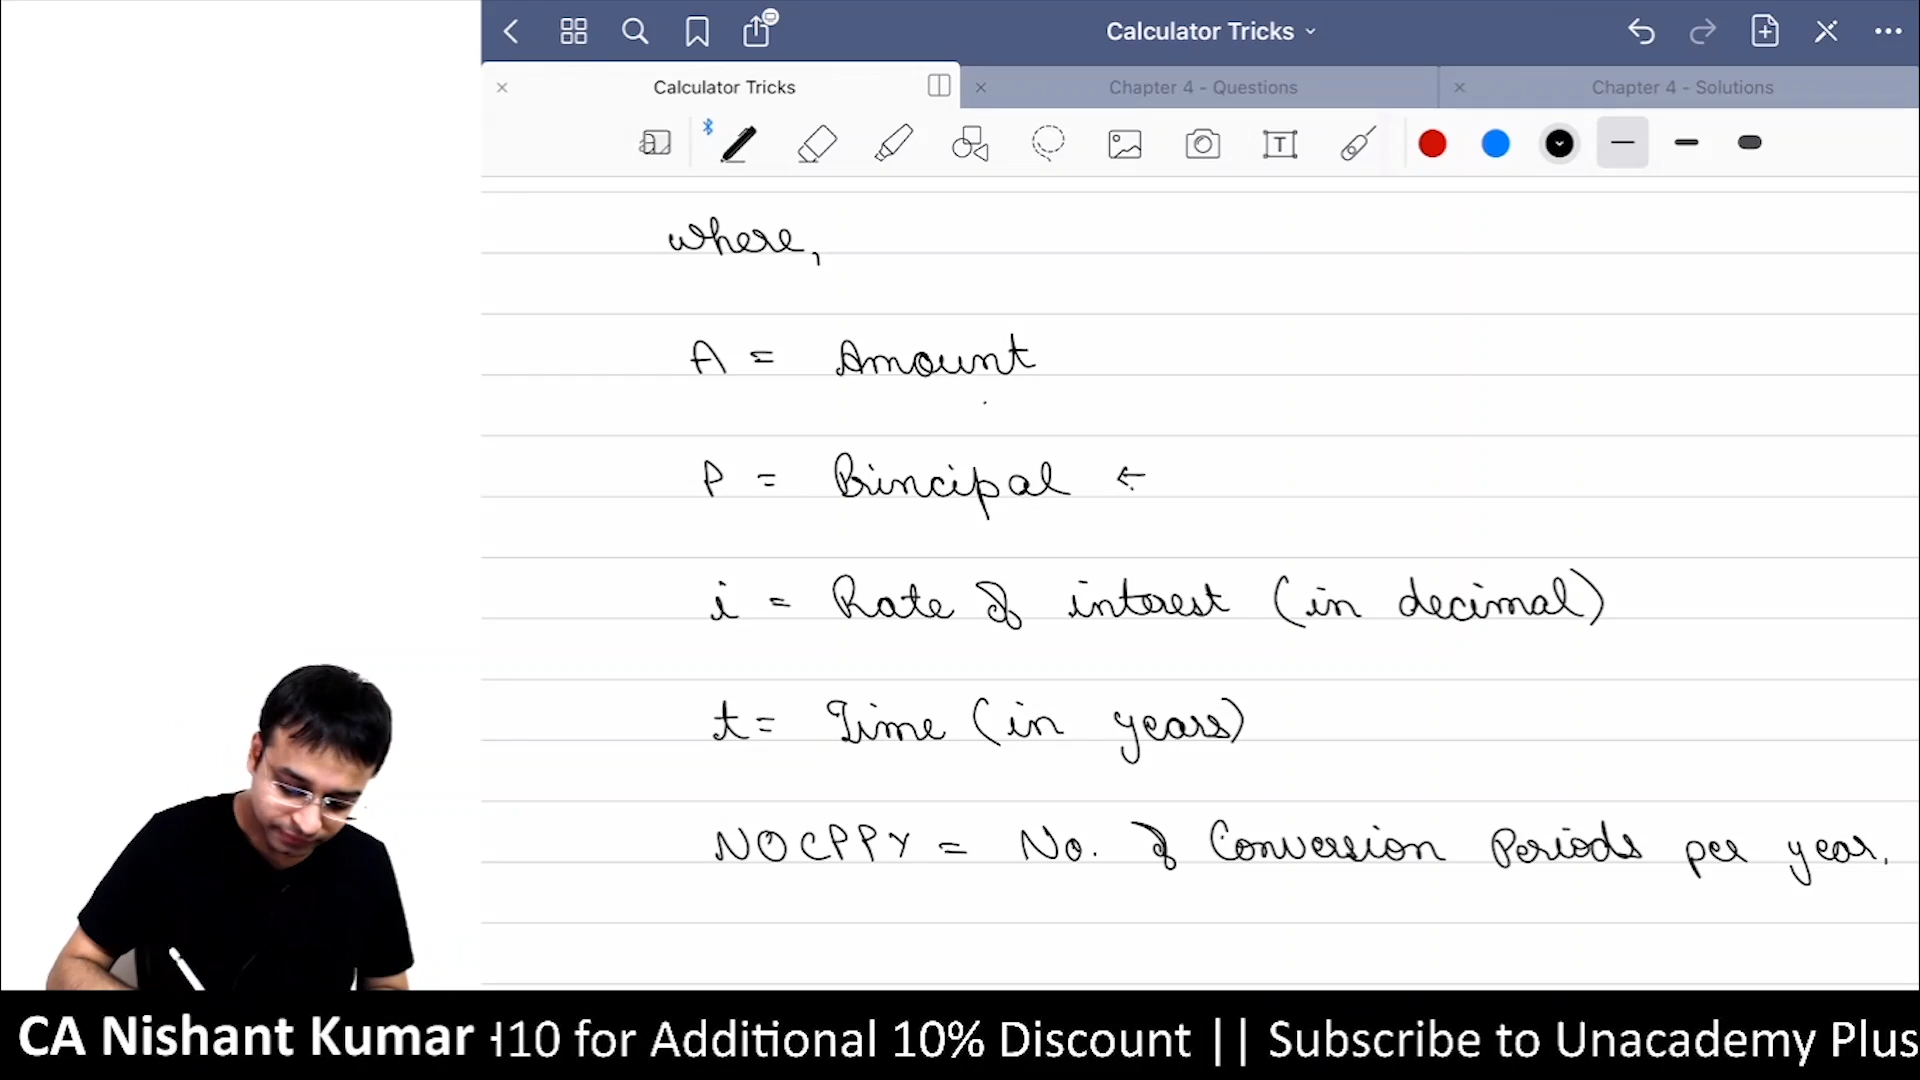 Calculator Tricks
Calculator Tricks
Chapter 4 - Questions
Chapter 4 - Solutions
where,
A = Amount
P = Principal ←
i = Rate of interest (in decimal)
t = Time (in years)
NOCPPY = No. of Conversion Periods per year.
CA Nishant Kumar H10 for Additional 10% Discount || Subscribe to Unacademy Plus